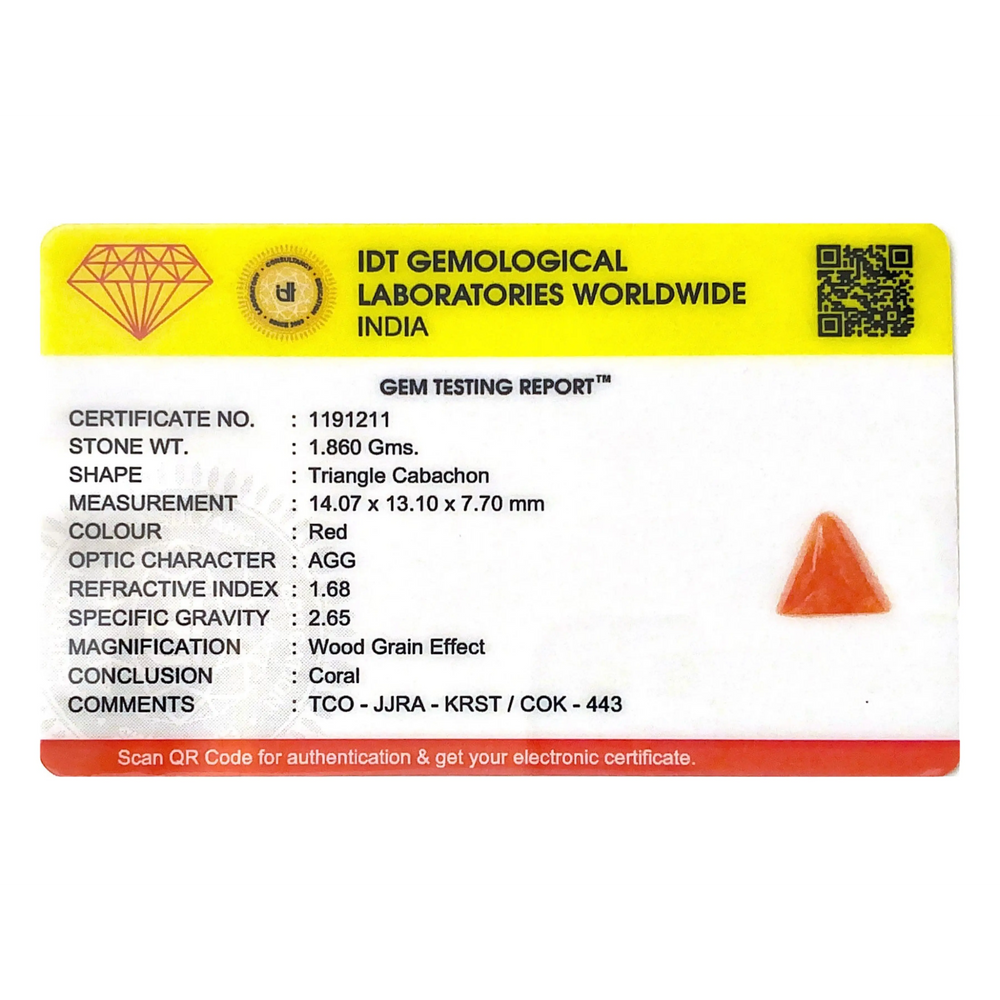 IDT GEMOLOGICAL
LABORATORIES WORLDWIDE
INDIA
CONSULTANCY
idt
GEM TESTING REPORT™
CERTIFICATE NO. : 1191211
STONE WT. : 1.860 Gms.
SHAPE : Triangle Cabachon
MEASUREMENT : 14.07 x 13.10 x 7.70 mm
COLOUR : Red
OPTIC CHARACTER : AGG
REFRACTIVE INDEX : 1.68
SPECIFIC GRAVITY : 2.65
MAGNIFICATION : Wood Grain Effect
CONCLUSION : Coral
COMMENTS : TCO - JJRA - KRST / COK - 443
Scan QR Code for authentication & get your electronic certificate.